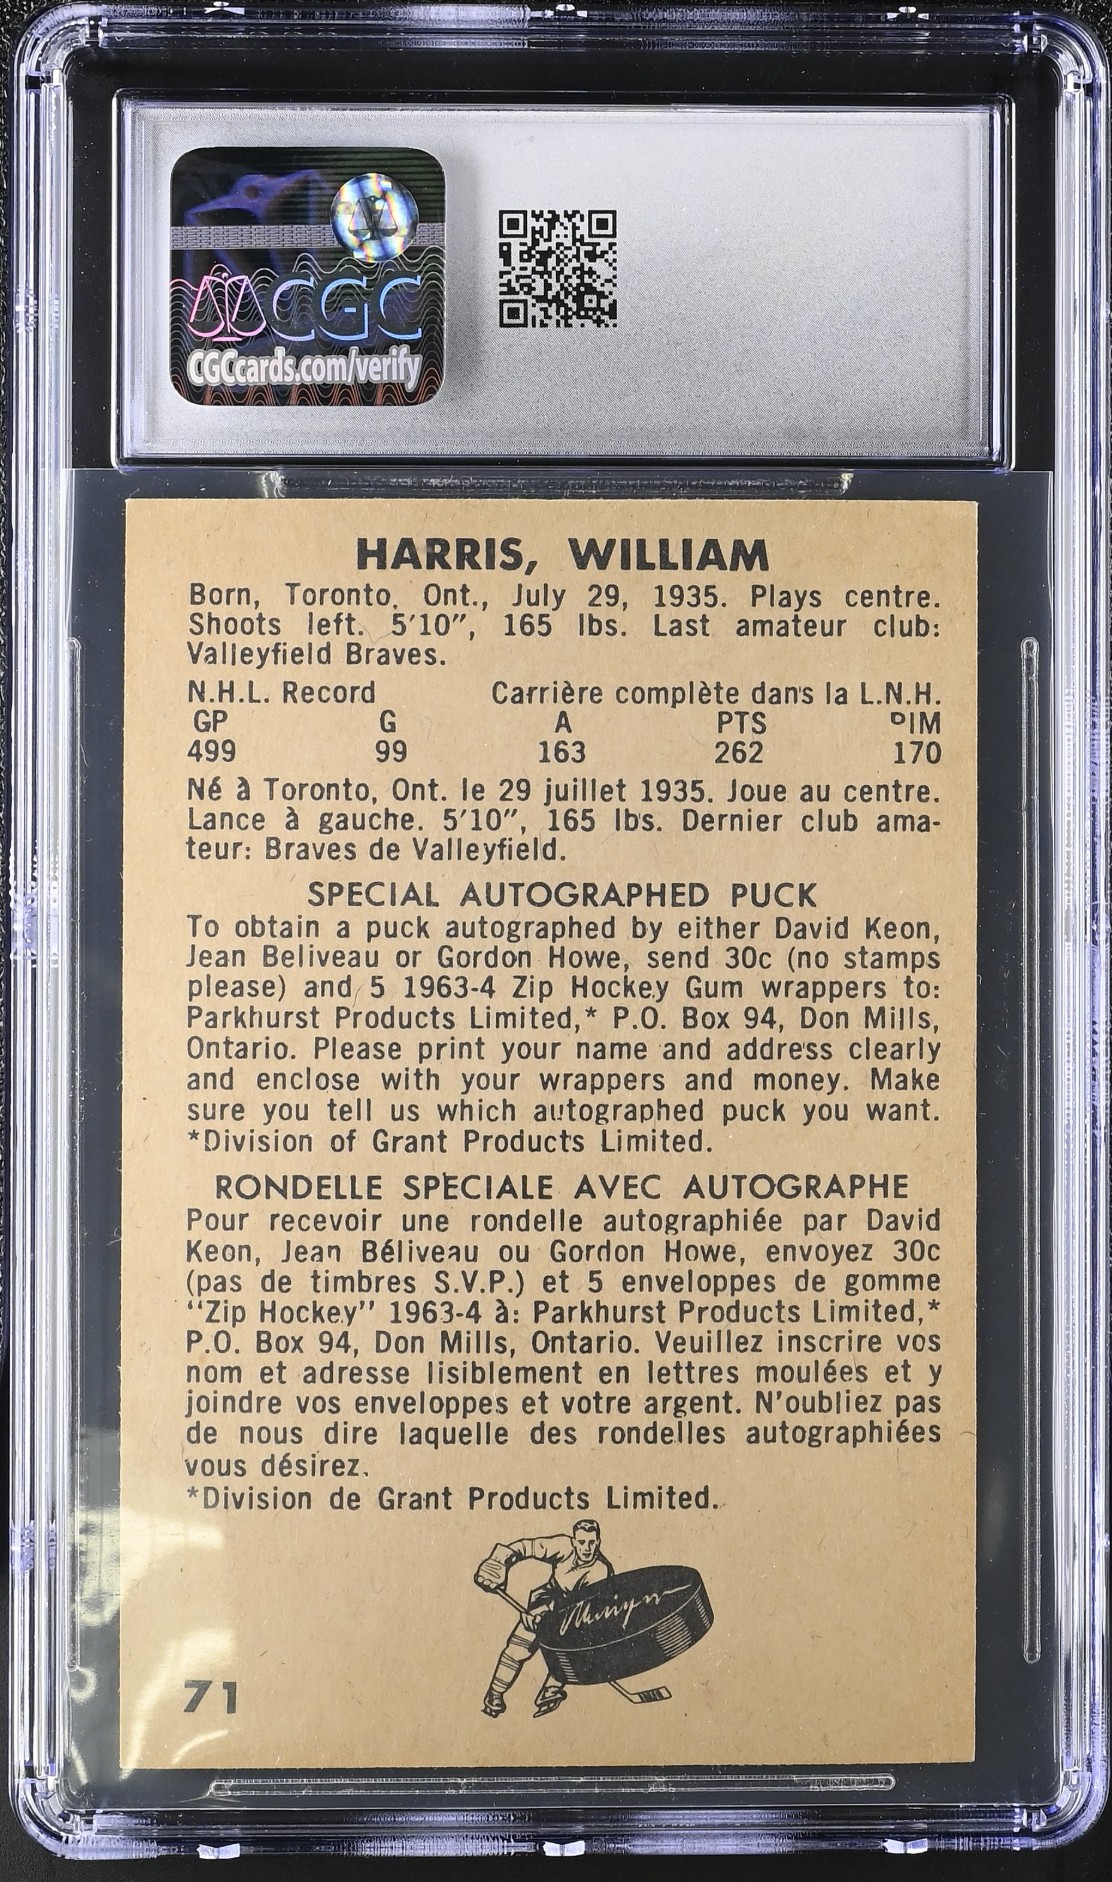 CGC
CGCcards.com/verify
HARRIS, WILLIAM
Born, Toronto, Ont., July 29, 1935. Plays centre.
Shoots left. 5'10", 165 lbs. Last amateur club:
Valleyfield Braves.
N.H.L. Record Carrière complète dans la L.N.H.
GP G A PTS PIM
499 99 163 262 170
Né à Toronto, Ont. le 29 juillet 1935. Joue au centre.
Lance à gauche. 5'10", 165 lbs. Dernier club ama-
teur: Braves de Valleyfield.
SPECIAL AUTOGRAPHED PUCK
To obtain a puck autographed by either David Keon,
Jean Beliveau or Gordon Howe, send 30c (no stamps
please) and 5 1963-4 Zip Hockey Gum wrappers to:
Parkhurst Products Limited,* P.O. Box 94, Don Mills,
Ontario. Please print your name and address clearly
and enclose with your wrappers and money. Make
sure you tell us which autographed puck you want.
*Division of Grant Products Limited.
RONDELLE SPECIALE AVEC AUTOGRAPHE
Pour recevoir une rondelle autographiée par David
Keon, Jean Béliveau ou Gordon Howe, envoyez 30c
(pas de timbres S.V.P.) et 5 enveloppes de gomme
"Zip Hockey" 1963-4 à: Parkhurst Products Limited,*
P.O. Box 94, Don Mills, Ontario. Veuillez inscrire vos
nom et adresse lisiblement en lettres moulées et y
joindre vos enveloppes et votre argent. N'oubliez pas
de nous dire laquelle des rondelles autographiées
vous désirez.
*Division de Grant Products Limited.
71